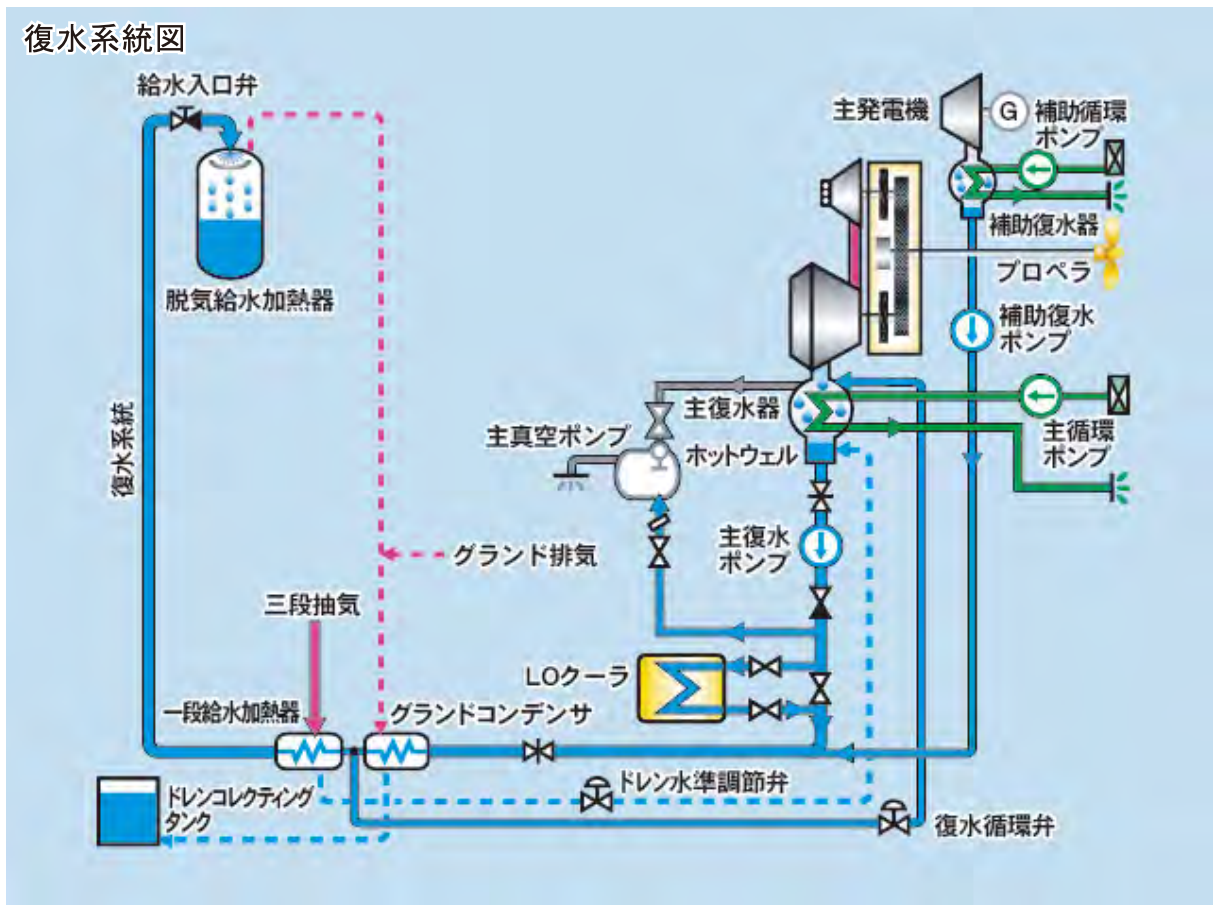 復水系統図
給水入口弁
主発電機
G
補助循環
ポンプ
補助復水器
プロペラ
脱気給水加熱器
補助復水
ポンプ
復水系統
主復水器
主真空ポンプ
ホットウェル
主循環
ポンプ
主復水
ポンプ
グランド排気
三段抽気
LOクーラ
一段給水加熱器
グランドコンデンサ
ドレン水準調節弁
ドレンコレクティング
タンク
復水循環弁